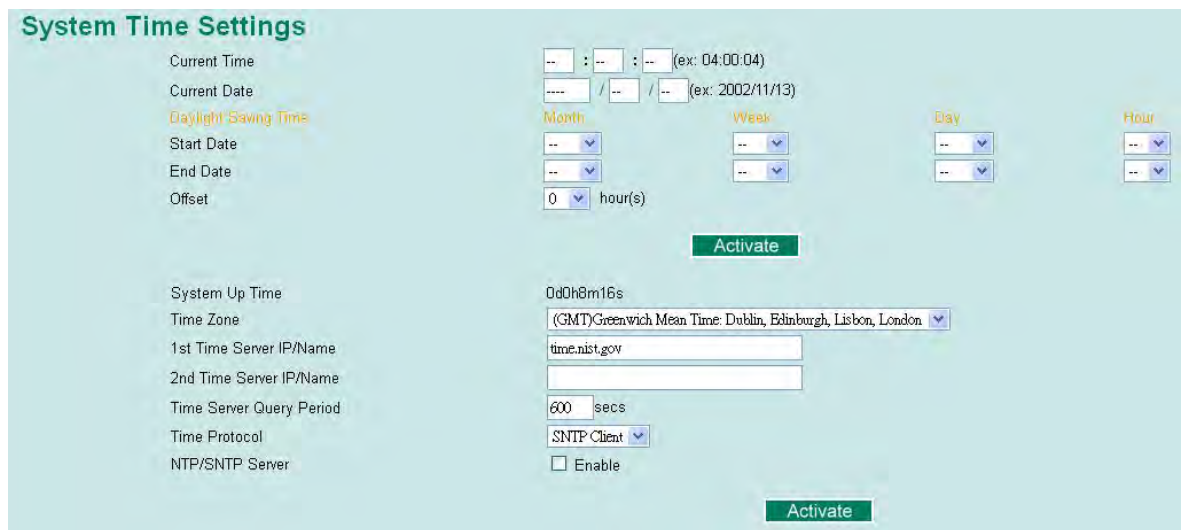 System Time Settings
Current Time -- : -- : -- (ex: 04:00:04)
Current Date ---- / -- / -- (ex: 2002/11/13)
Daylight Saving Time Month Week Day Hour
Start Date -- -- -- --
End Date -- -- -- --
Offset 0 hour(s)
Activate
System Up Time 0d0h8m16s
Time Zone (GMT)Greenwich Mean Time: Dublin, Edinburgh, Lisbon, London
1st Time Server IP/Name time.nist.gov
2nd Time Server IP/Name
Time Server Query Period 600 secs
Time Protocol SNTP Client
NTP/SNTP Server Enable
Activate